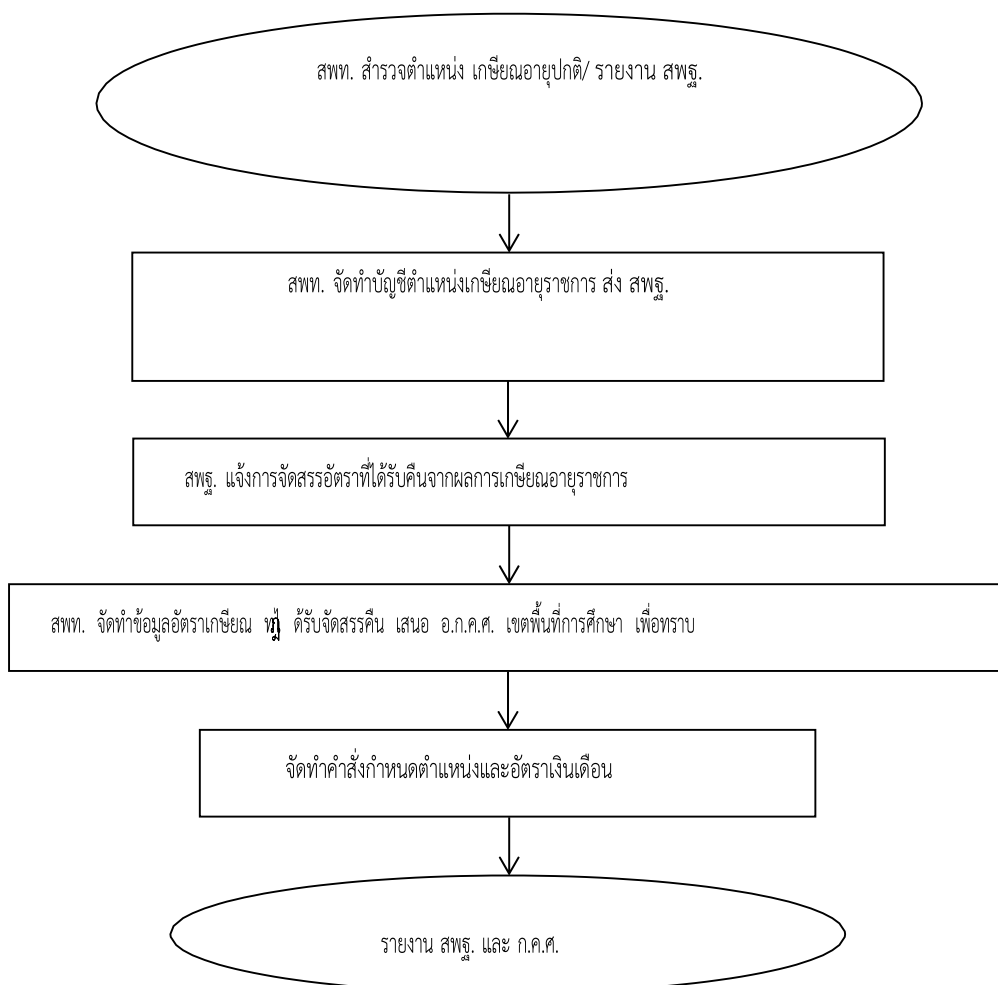 สพท. สำรวจตำแหน่ง เกษียณอายุปกติ/ รายงาน สพฐ.
สพท. จัดทำบัญชีตำแหน่งเกษียณอายุราชการ ส่ง สพฐ.
สพฐ. แจ้งการจัดสรรอัตราที่ได้รับคืนจากผลการเกษียณอายุราชการ
สพท. จัดทำข้อมูลอัตราเกษียณ ด้รับจัดสรรคืน เสนอ อ.ก.ค.ศ. เขตพื้นที่การศึกษา เพื่อทราบ
จัดทำคำสั่งกำหนดตำแหน่งและอัตราเงินเดือน
รายงาน สพฐ. และ ก.ค.ศ.